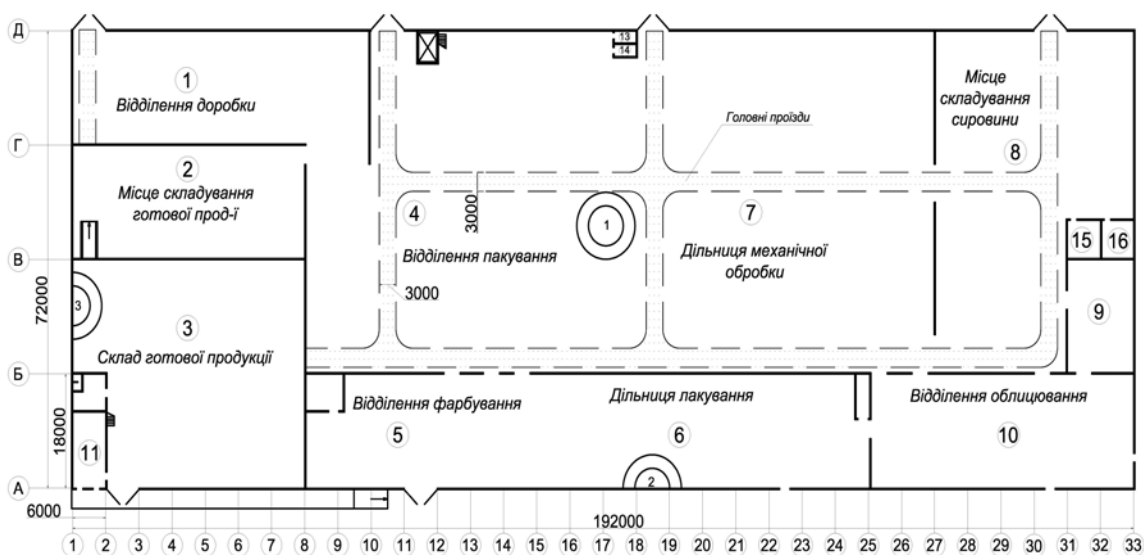 Д
13
14
1
Відділення доробки
Місце
складування
сировини
8
Головні проїзди
Г
2
Місце складування
готової прод-ї
4
3000
1
7
Відділення пакування
Дільниця механічної
обробки
15
16
В
72000
3
3000
3
Склад готової продукції
9
Б
18000
Відділення фарбування
Дільниця лакування
Відділення облицювання
11
5
6
10
2
А
6000
192000
1 2 3 4 5 6 7 8 9 10 11 12 13 14 15 16 17 18 19 20 21 22 23 24 25 26 27 28 29 30 31 32 33